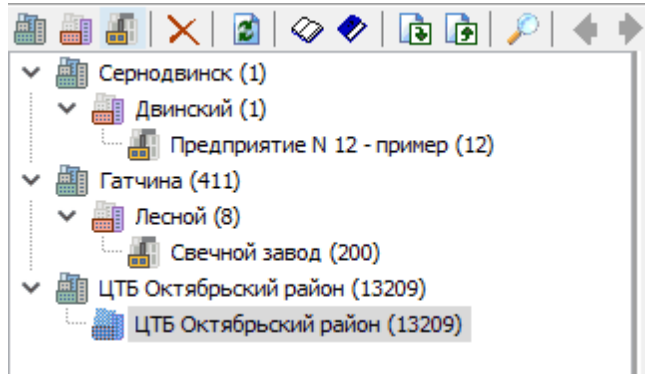 Сернодвинск (1)
Двинский (1)
Предприятие N 12 - пример (12)
Гатчина (411)
Лесной (8)
Свечной завод (200)
ЦТБ Октябрьский район (13209)
ЦТБ Октябрьский район (13209)